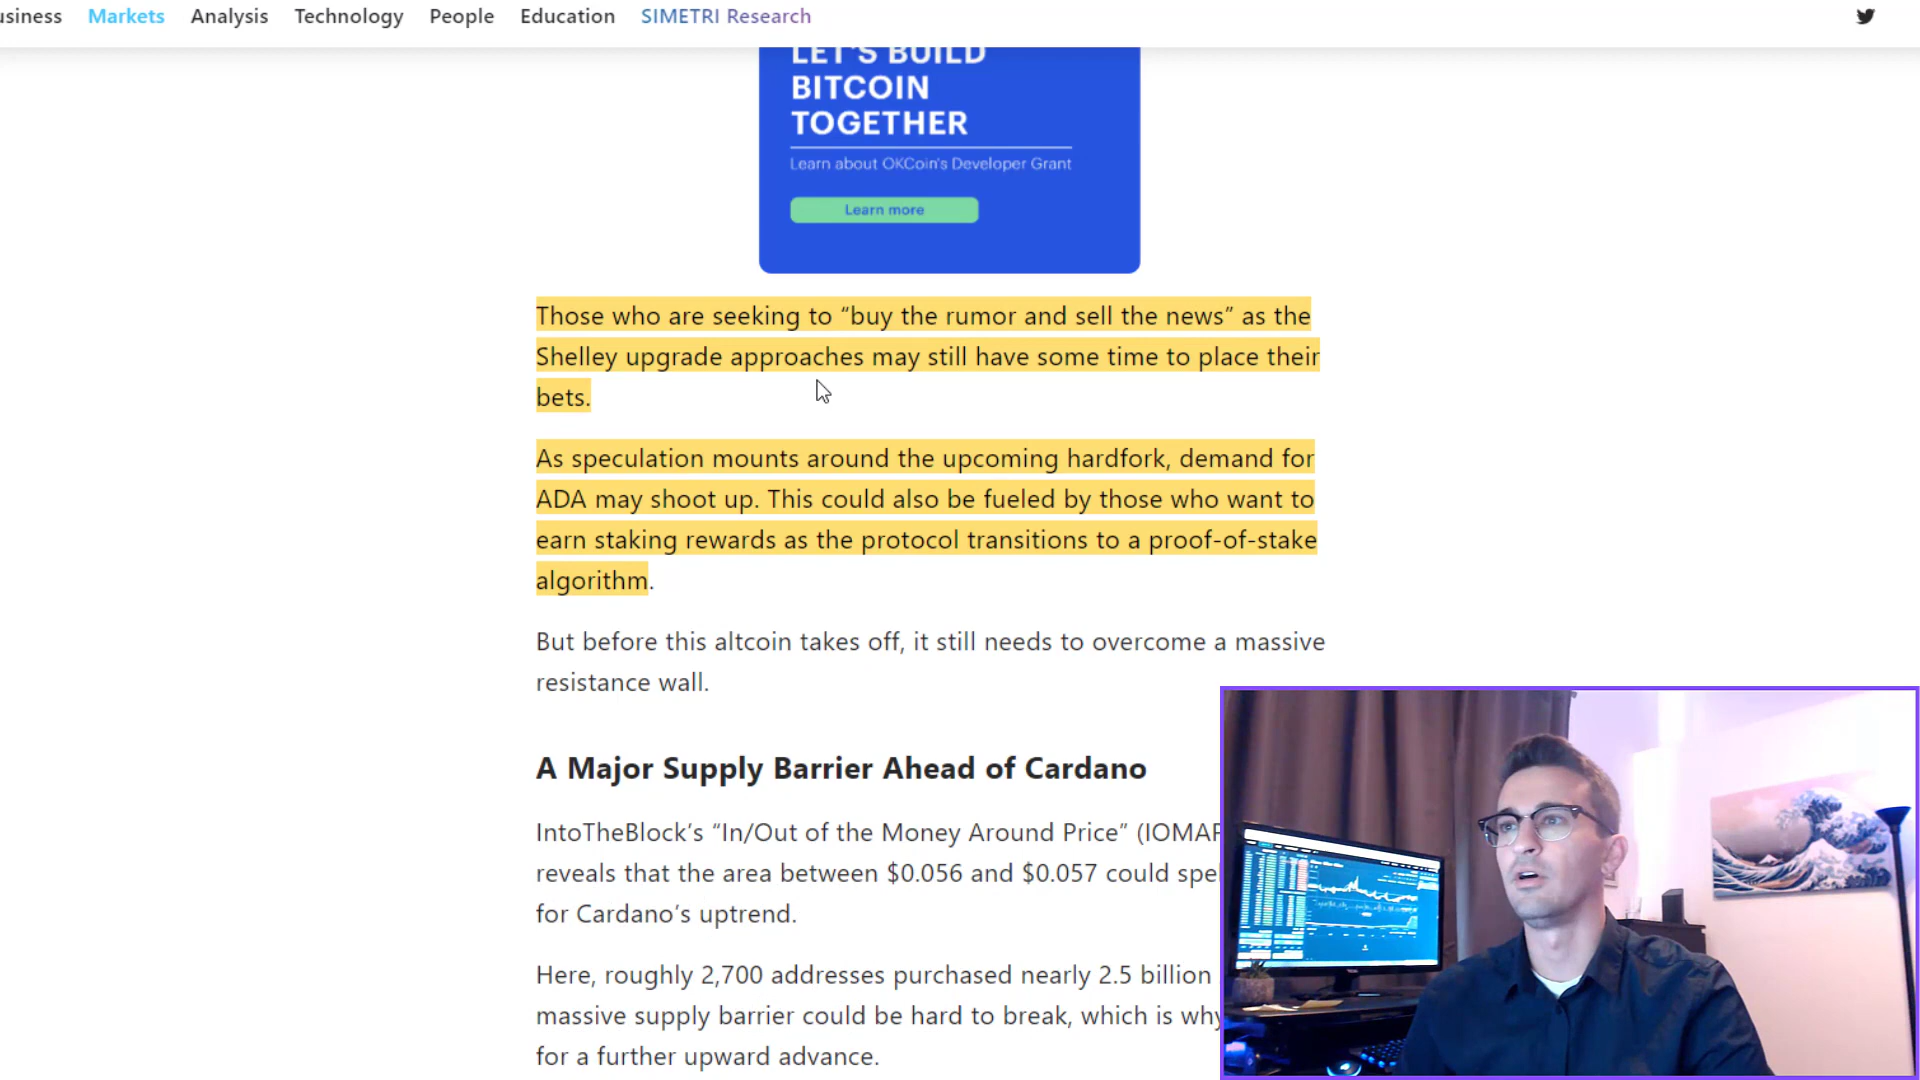 Markets Analysis Technology People Education SIMETRI Research
LET'S BUILD
BITCOIN
TOGETHER
Learn about OKCoin's Developer Grant
Learn more
Those who are seeking to “buy the rumor and sell the news” as the
Shelley upgrade approaches may still have some time to place their
bets.
As speculation mounts around the upcoming hardfork, demand for
ADA may shoot up. This could also be fueled by those who want to
earn staking rewards as the protocol transitions to a proof-of-stake
algorithm.
But before this altcoin takes off, it still needs to overcome a massive
resistance wall.
A Major Supply Barrier Ahead of Cardano
IntoTheBlock’s “In/Out of the Money Around Price”
reveals that the area between $0.056 and $0.057 could
for Cardano’s uptrend.
Here, roughly 2,700 addresses purchased nearly 2.5 billion
massive supply barrier could be hard to break, which is why
for a further upward advance.